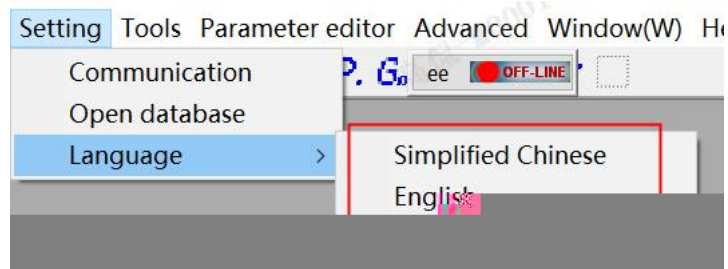 Setting Tools Parameter editor Advanced Window(W)
Communication
P. G. ee OFF-LINE
Open database
Language >
Simplified Chinese
English